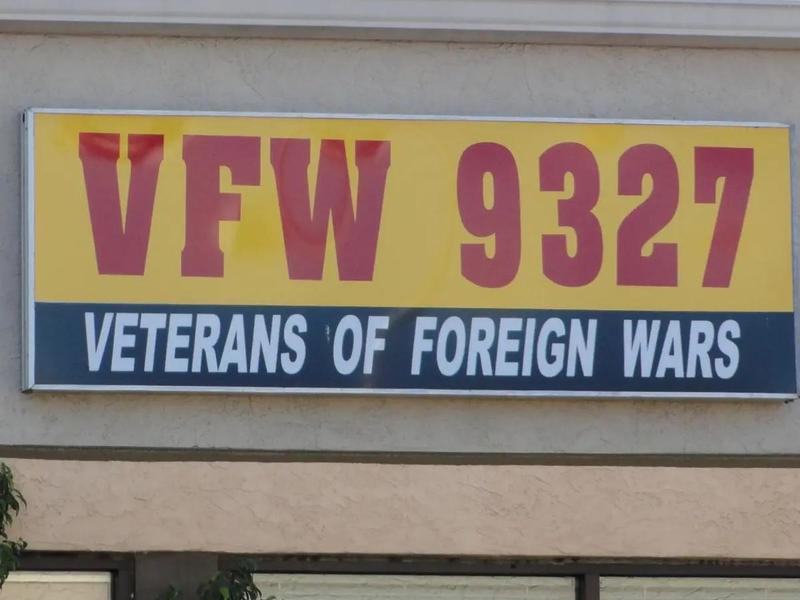 VFW 9327
VETERANS OF FOREIGN WARS